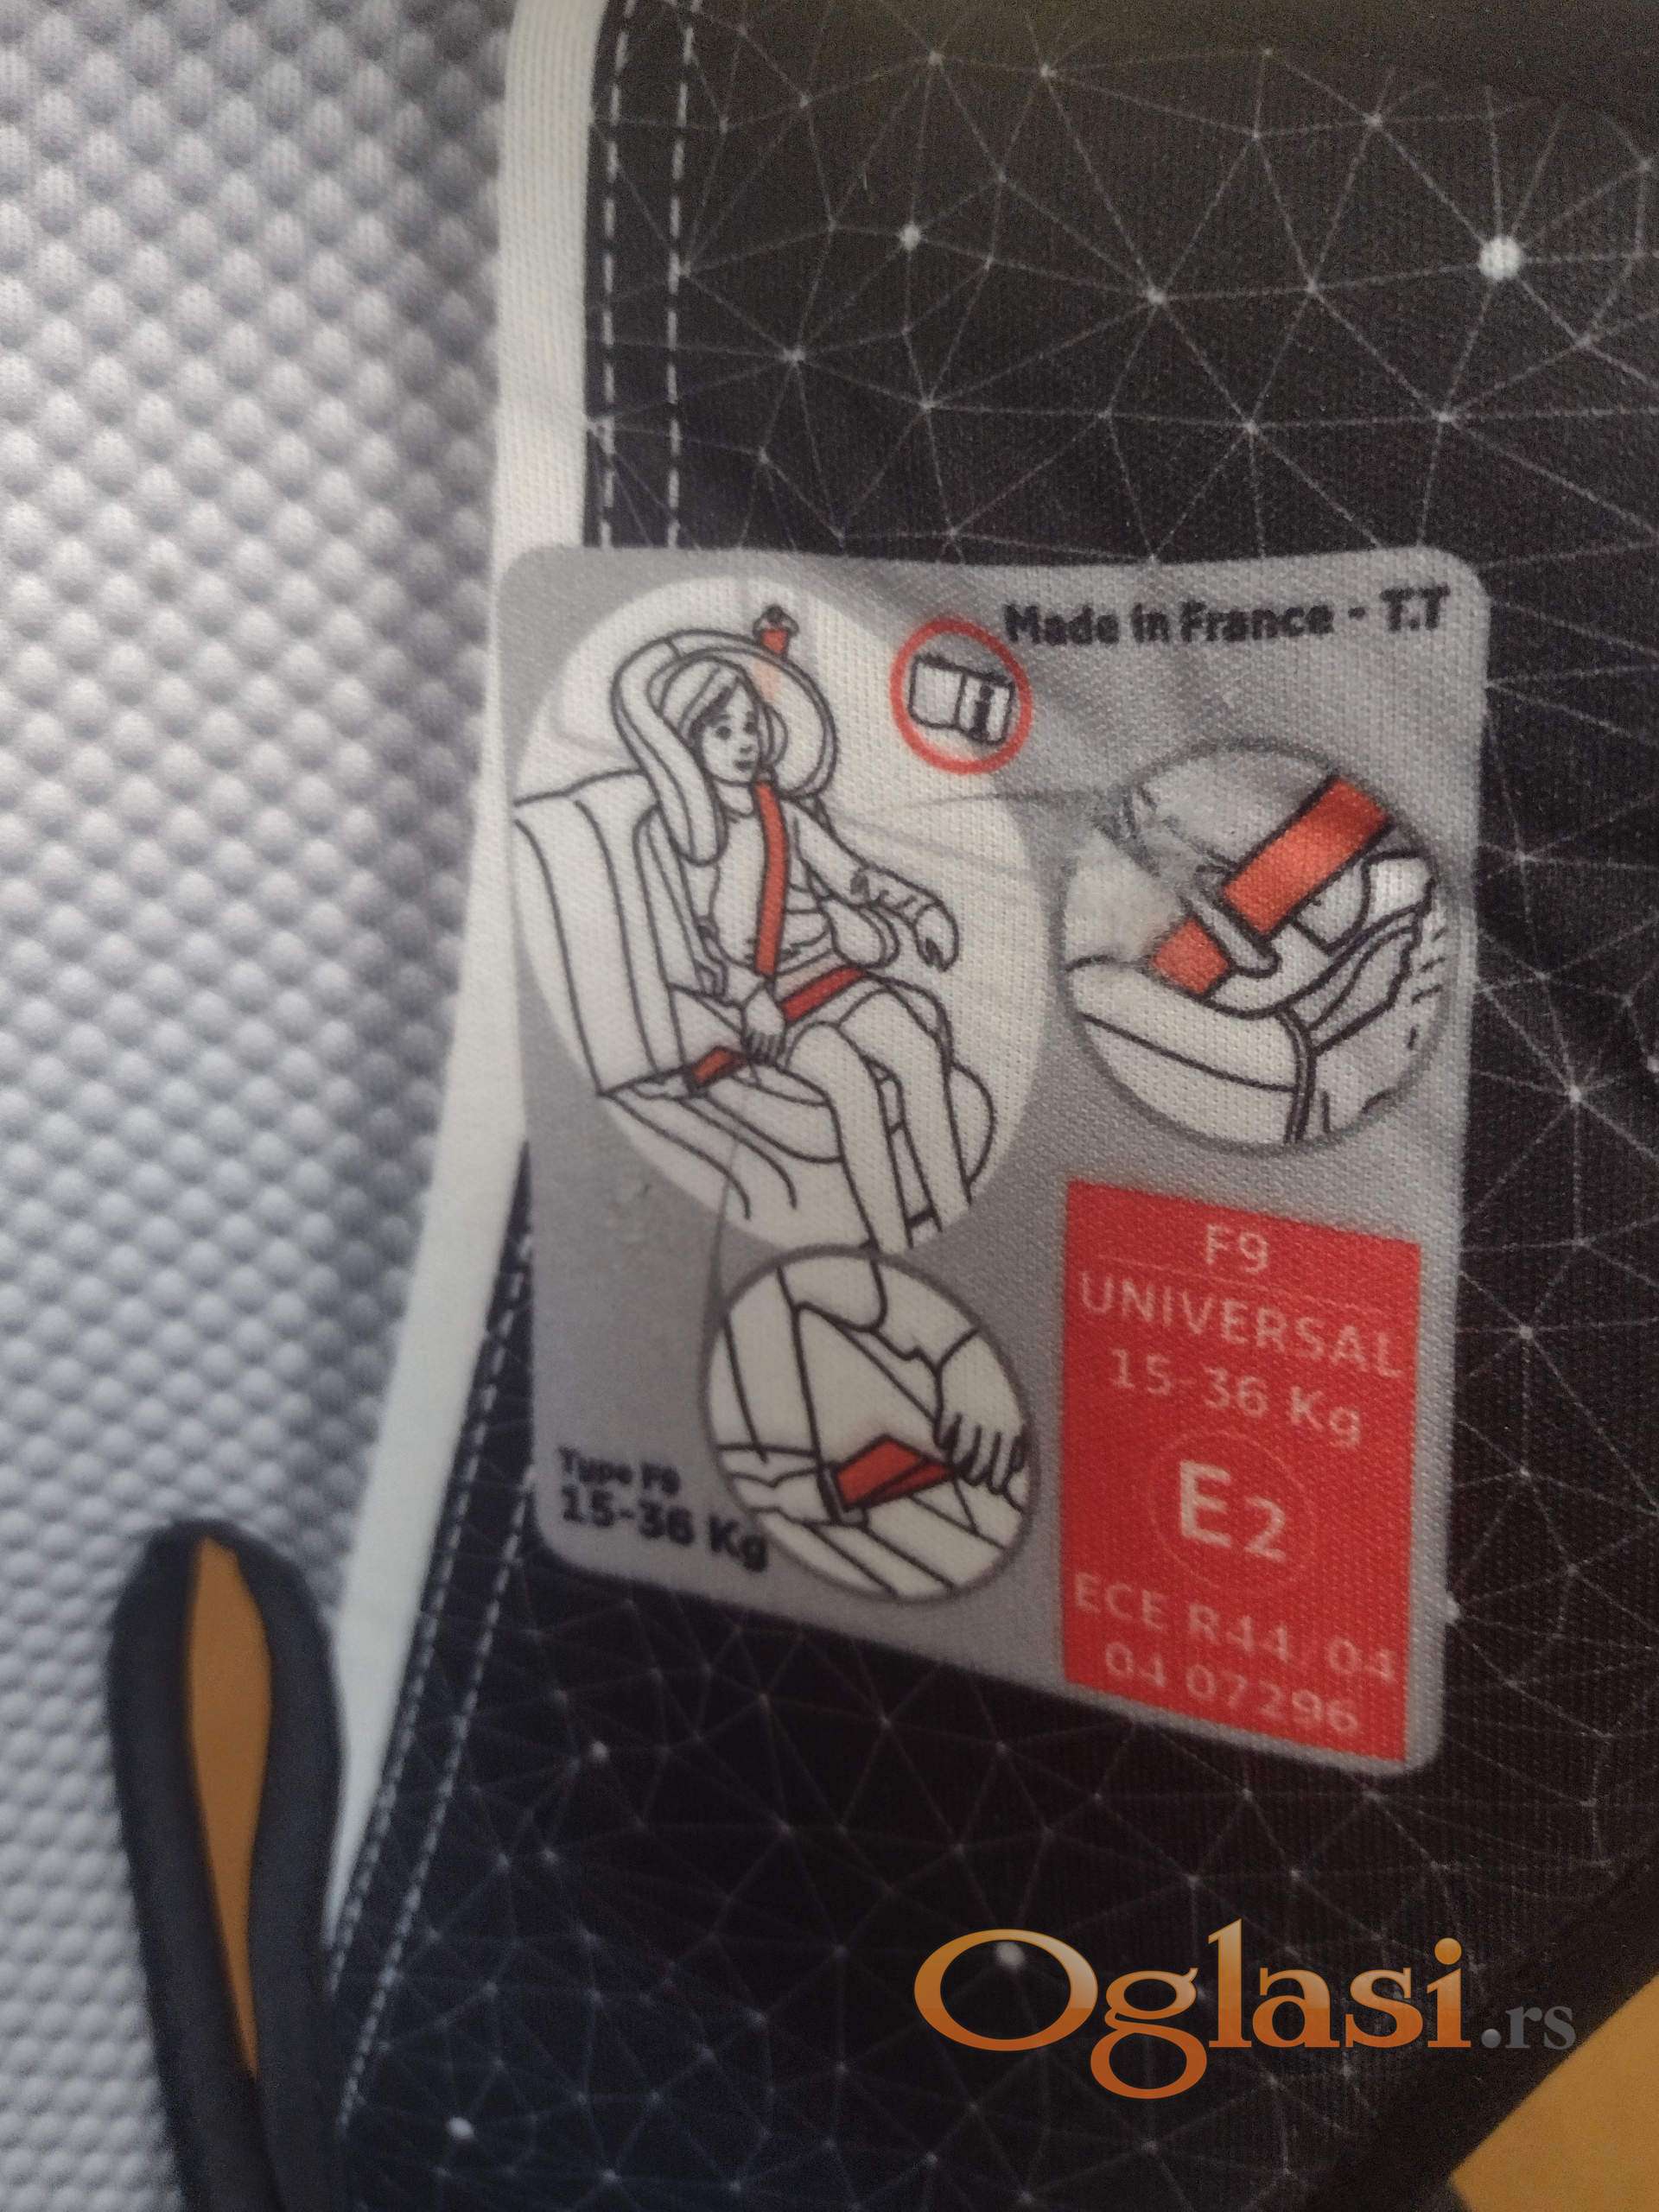 Made in France - T.T
F9
UNIVERSAL
15-36 Kg
E2
ECE R44/04
04 07296
Type F9
15-36 Kg
Oglasi.rs